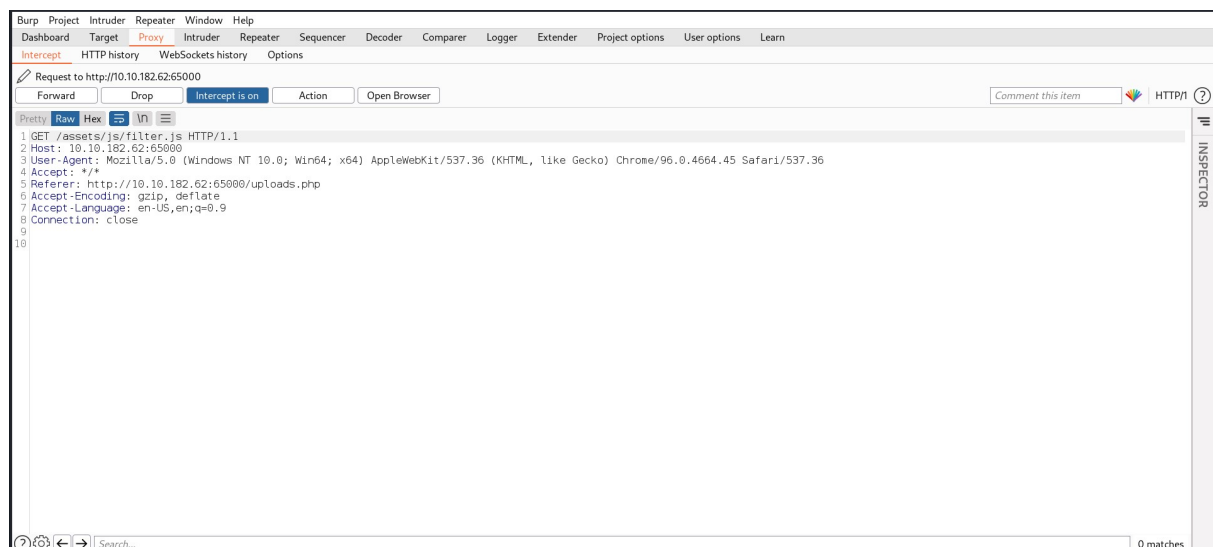 Burp Project Intruder Repeater Window Help
Dashboard Target Proxy Intruder Repeater Sequencer Decoder Comparer Logger Extender Project options User options Learn
Intercept HTTP history WebSockets history Options
Request to http://10.10.182.62:65000
Forward Drop Intercept is on Action Open Browser Comment this item HTTP/1 ?
Pretty Raw Hex \n
1 GET /assets/js/filter.js HTTP/1.1
2 Host: 10.10.182.62:65000
3 User-Agent: Mozilla/5.0 (Windows NT 10.0; Win64; x64) AppleWebKit/537.36 (KHTML, like Gecko) Chrome/96.0.4664.45 Safari/537.36
4 Accept: */*
5 Referer: http://10.10.182.62:65000/uploads.php
6 Accept-Encoding: gzip, deflate
7 Accept-Language: en-US,en;q=0.9
8 Connection: close
9
10
INSPECTOR
? Search... 0 matches